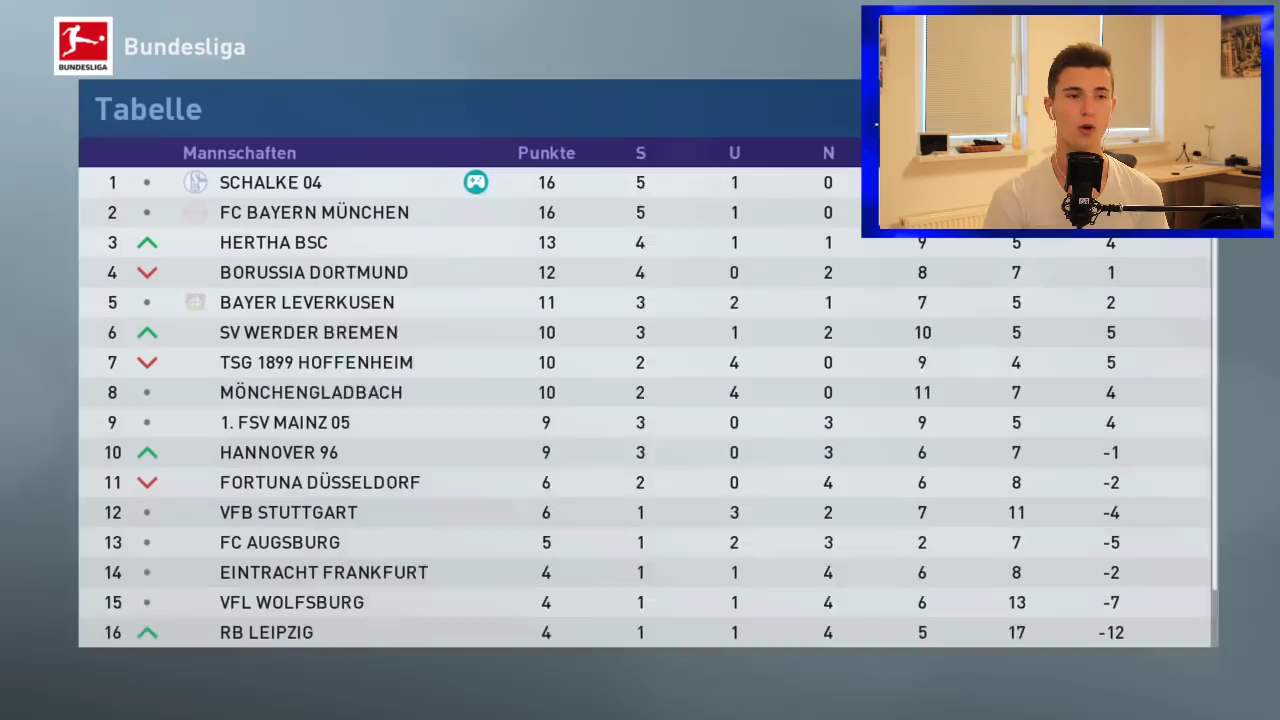 BUNDESLIGA
Bundesliga
Tabelle
Mannschaften Punkte S U N
1 SCHALKE 04 16 5 1 0
2 FC BAYERN MÜNCHEN 16 5 1 0
3 HERTHA BSC 13 4 1 1 9 5 4
4 BORUSSIA DORTMUND 12 4 0 2 8 7 1
5 BAYER LEVERKUSEN 11 3 2 1 7 5 2
6 SV WERDER BREMEN 10 3 1 2 10 5 5
7 TSG 1899 HOFFENHEIM 10 2 4 0 9 4 5
8 MÖNCHENGLADBACH 10 2 4 0 11 7 4
9 1. FSV MAINZ 05 9 3 0 3 9 5 4
10 HANNOVER 96 9 3 0 3 6 7 -1
11 FORTUNA DÜSSELDORF 6 2 0 4 6 8 -2
12 VFB STUTTGART 6 1 3 2 7 11 -4
13 FC AUGSBURG 5 1 2 3 2 7 -5
14 EINTRACHT FRANKFURT 4 1 1 4 6 8 -2
15 VFL WOLFSBURG 4 1 1 4 6 13 -7
16 RB LEIPZIG 4 1 1 4 5 17 -12